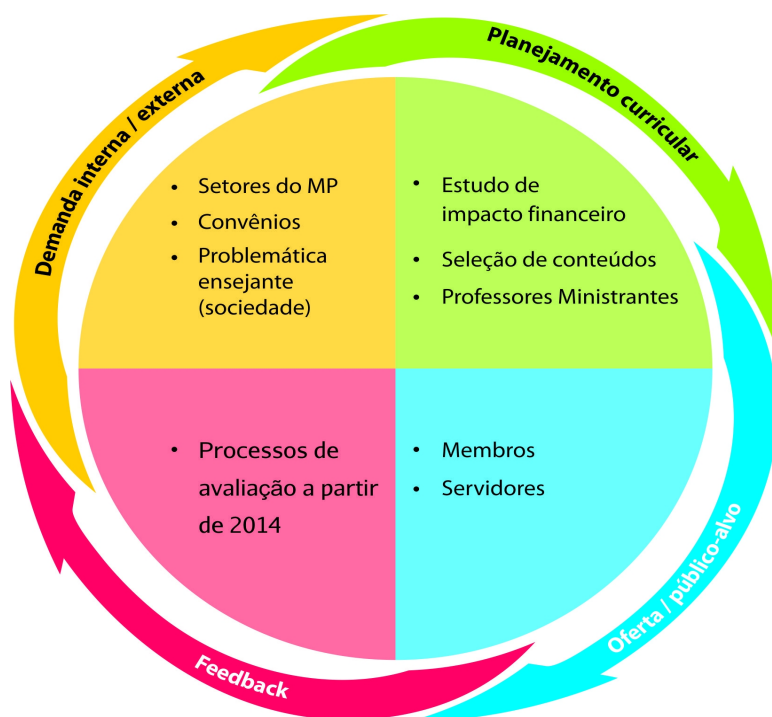 Demanda interna / externa
• Setores do MP
• Convênios
• Problemática
ensejante
(sociedade)
Planejamento curricular
• Estudo de
impacto financeiro
• Seleção de conteúdos
• Professores Ministrantes
Oferta / público-alvo
• Membros
• Servidores
Feedback
• Processos de
avaliação a partir
de 2014